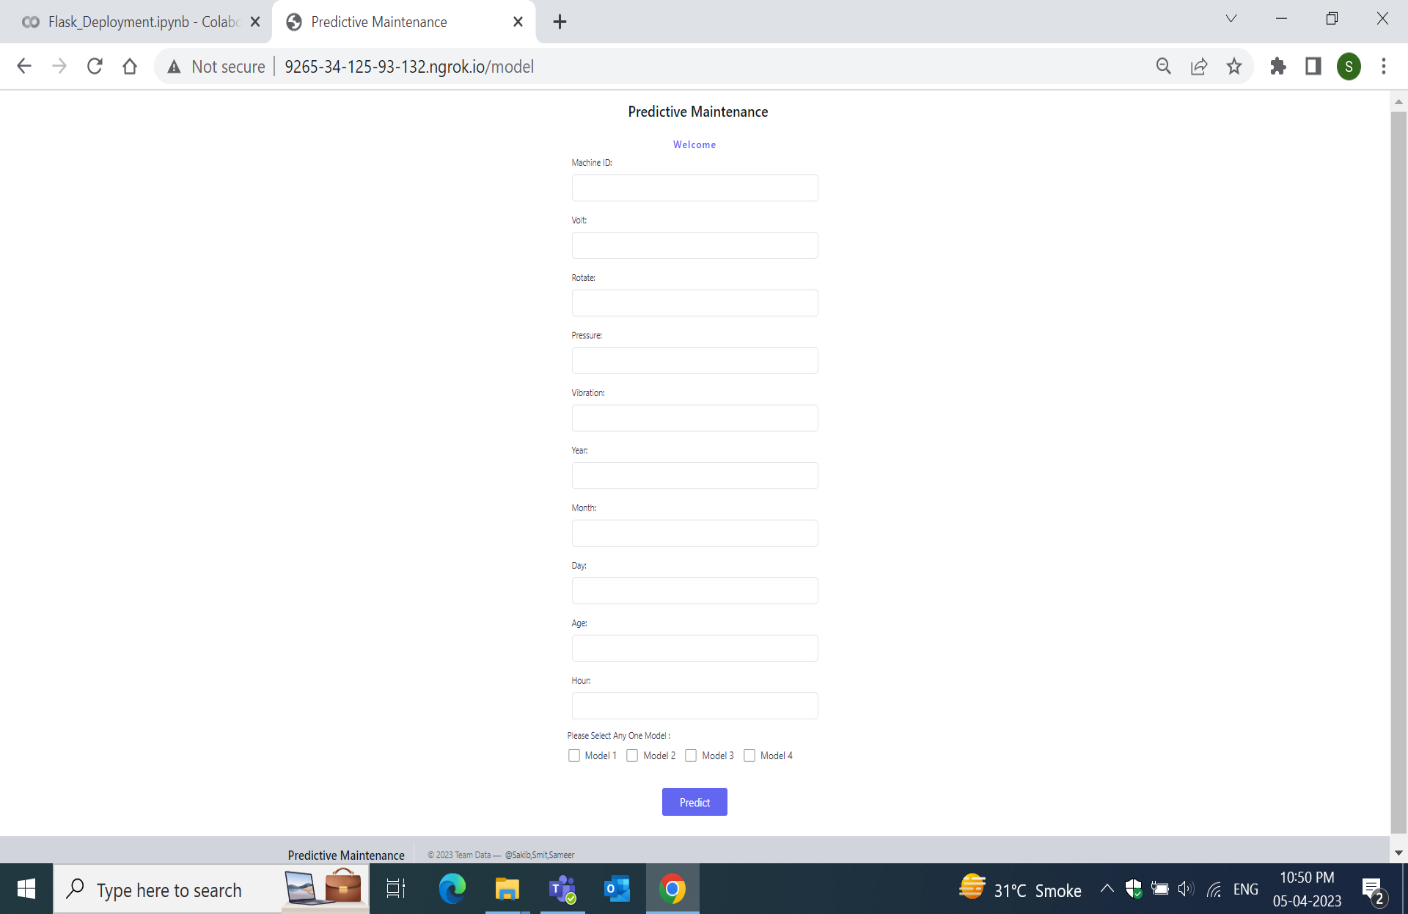 Flask_Deployment.ipynb - Colabo
Predictive Maintenance
Not secure
9265-34-125-93-132.ngrok.io/model
S
Predictive Maintenance
Welcome
Machine ID:
Volt:
Rotate:
Pressure:
Vibration:
Year:
Month:
Day:
Age:
Hour:
Please Select Any One Model :
Model 1 Model 2 Model 3 Model 4
Predict
Predictive Maintenance © 2023 Team Data — @Sakib,Smit,Sameer
Type here to search
31°C Smoke
ENG
10:50 PM
05-04-2023
2